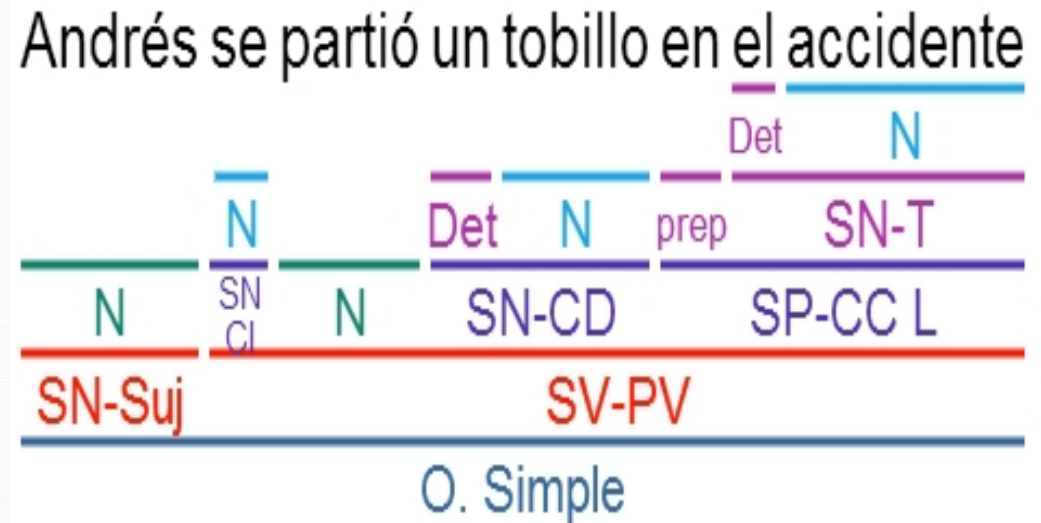 Andrés se partió un tobillo en el accidente
Det N
N Det N prep SN-T
N SN N SN-CD SP-CC L
CI
SN-Suj SV-PV
O. Simple